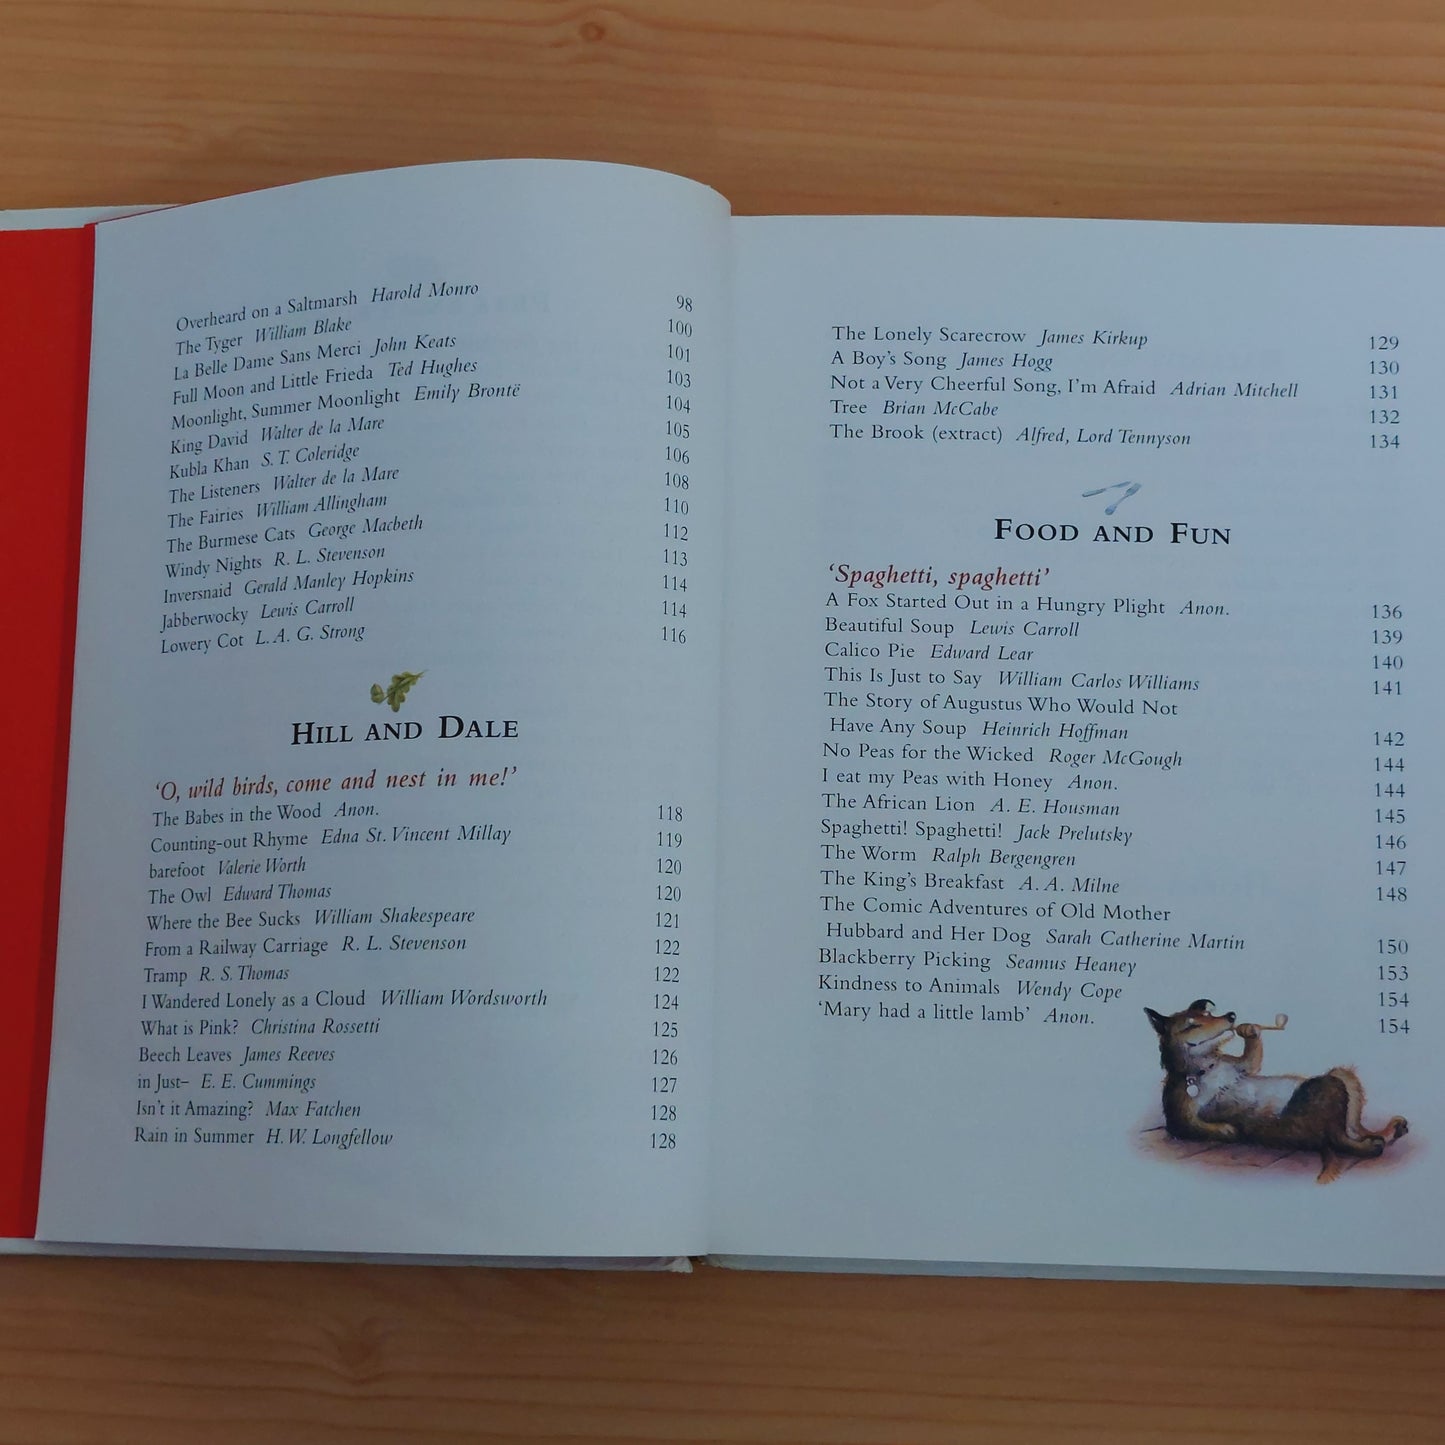 Overheard on a Saltmarsh Harold Monro 98
The Tyger William Blake 100
La Belle Dame Sans Merci John Keats 101
Full Moon and Little Frieda Ted Hughes 103
Moonlight, Summer Moonlight Emily Brontë 104
King David Walter de la Mare 105
Kubla Khan S. T. Coleridge 106
The Listeners Walter de la Mare 108
The Fairies William Allingham 110
The Burmese Cats George Macbeth 112
Windy Nights R. L. Stevenson 113
Inversnaid Gerald Manley Hopkins 114
Jabberwocky Lewis Carroll 114
Lowery Cot L. A. G. Strong 116
HILL AND DALE
‘O, wild birds, come and nest in me!’
The Babes in the Wood Anon. 118
Counting-out Rhyme Edna St. Vincent Millay 119
barefoot Valerie Worth 120
The Owl Edward Thomas 120
Where the Bee Sucks William Shakespeare 121
From a Railway Carriage R. L. Stevenson 122
Tramp R. S. Thomas 122
I Wandered Lonely as a Cloud William Wordsworth 124
What is Pink? Christina Rossetti 125
Beech Leaves James Reeves 126
in Just– E. E. Cummings 127
Isn’t it Amazing? Max Fatchen 128
Rain in Summer H. W. Longfellow 128
The Lonely Scarecrow James Kirkup 129
A Boy’s Song James Hogg 130
Not a Very Cheerful Song, I’m Afraid Adrian Mitchell 131
Tree Brian McCabe 132
The Brook (extract) Alfred, Lord Tennyson 134
FOOD AND FUN
‘Spaghetti, spaghetti’
A Fox Started Out in a Hungry Plight Anon. 136
Beautiful Soup Lewis Carroll 139
Calico Pie Edward Lear 140
This Is Just to Say William Carlos Williams 141
The Story of Augustus Who Would Not
Have Any Soup Heinrich Hoffman 142
No Peas for the Wicked Roger McGough 144
I eat my Peas with Honey Anon. 144
The African Lion A. E. Housman 145
Spaghetti! Spaghetti! Jack Prelutsky 146
The Worm Ralph Bergengren 147
The King’s Breakfast A. A. Milne 148
The Comic Adventures of Old Mother
Hubbard and Her Dog Sarah Catherine Martin 150
Blackberry Picking Seamus Heaney 153
Kindness to Animals Wendy Cope 154
‘Mary had a little lamb’ Anon. 154